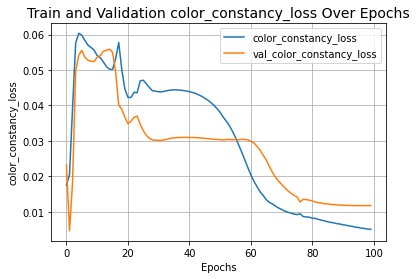 Train and Validation color_constancy_loss Over Epochs
color_constancy_loss
val_color_constancy_loss
0.06
0.05
0.04
0.03
0.02
0.01
color_constancy_loss
0
20
40
60
80
100
Epochs